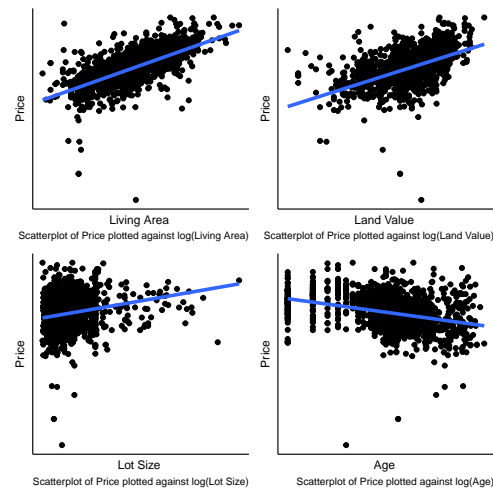 Price
Living Area
Scatterplot of Price plotted against log(Living Area)
Price
Land Value
Scatterplot of Price plotted against log(Land Value)
Price
Lot Size
Scatterplot of Price plotted against log(Lot Size)
Price
Age
Scatterplot of Price plotted against log(Age)